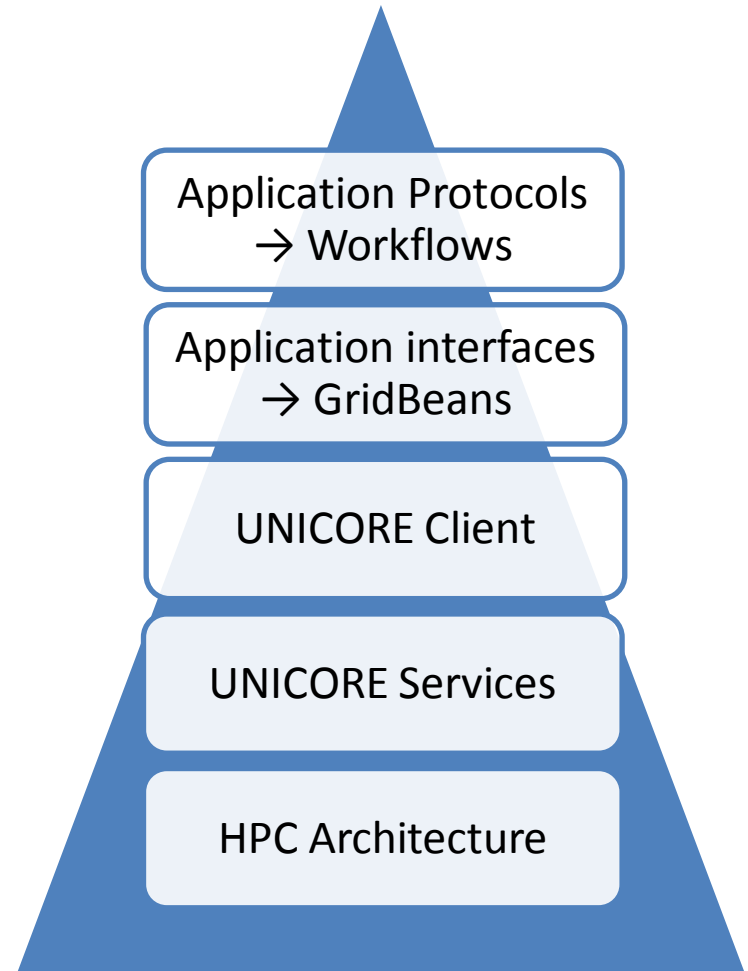 Application Protocols
→ Workflows
Application interfaces
→ GridBeans
UNICORE Client
UNICORE Services
HPC Architecture